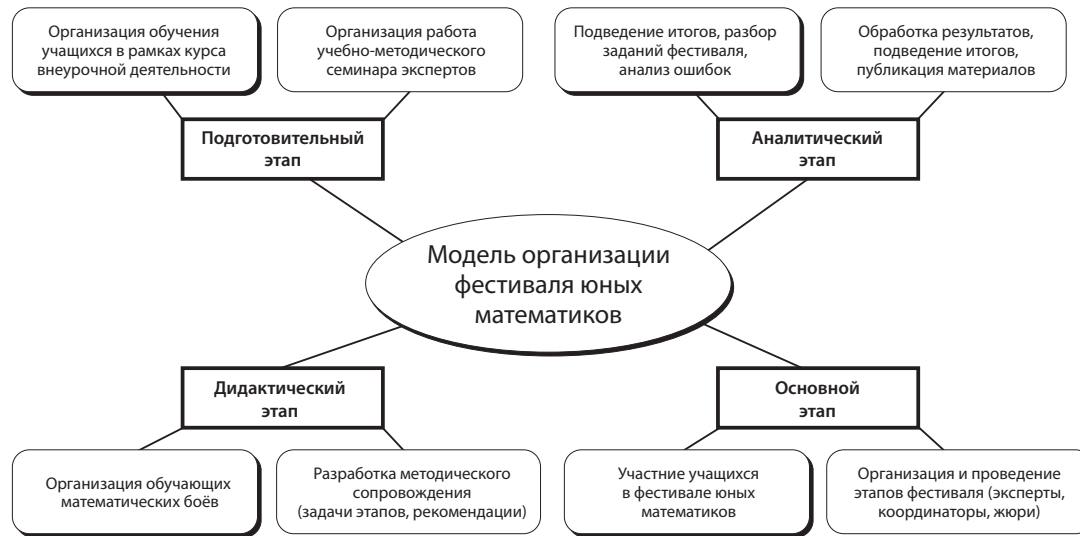 Организация обучения
учащихся в рамках курса
внеурочной деятельности
Организация работа
учебно-методического
семинара экспертов
Подведение итогов, разбор
заданий фестиваля,
анализ ошибок
Обработка результатов,
подведение итогов,
публикация материалов
Подготовительный
этап
Аналитический
этап
Модель организации
фестиваля юных
математиков
Дидактический
этап
Основной
этап
Организация обучающих
математических боёв
Разработка методического
сопровождения
(задачи этапов, рекомендации)
Участние учащихся
в фестивале юных
математиков
Организация и проведение
этапов фестиваля (эксперты,
координаторы, жюри)